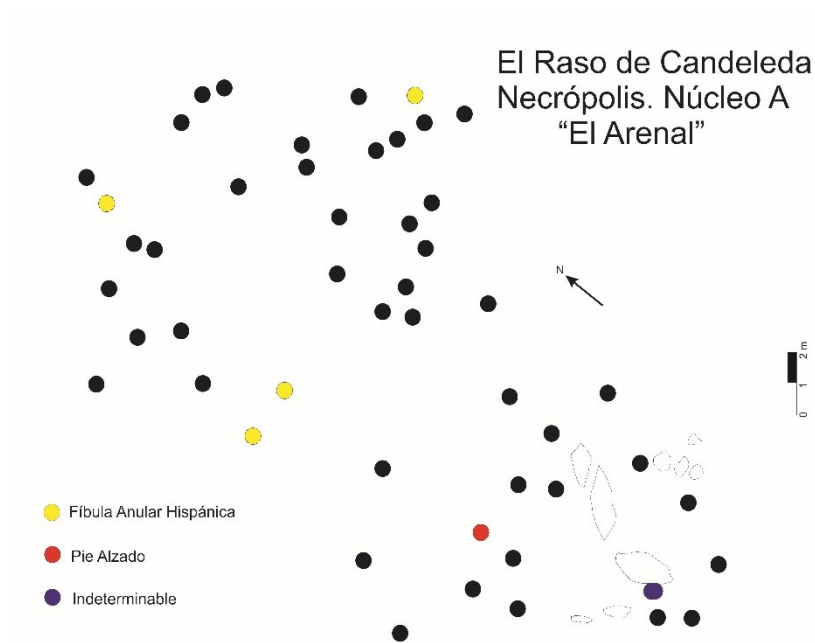 El Raso de Candeleda
Necrópolis. Núcleo A
“El Arenal”
N
2 m
1
0
Fíbula Anular Hispánica
Pie Alzado
Indeterminable